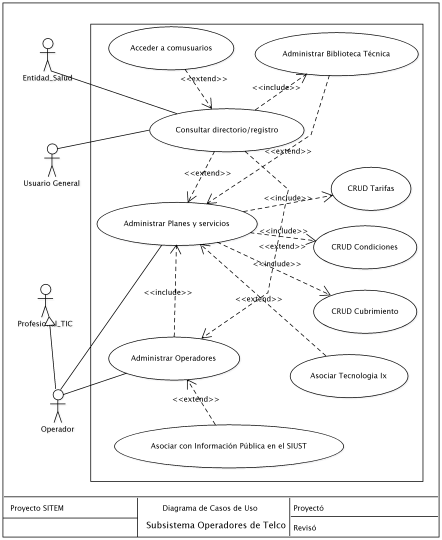 Acceder a comusuarios
Administrar Biblioteca Técnica
Entidad_Salud
<<extend>>
<<include>>
Consultar directorio/registro
<<extend>>
Usuario General
<<extend>>
CRUD Tarifas
<<include>>
Administrar Planes y servicios
<<include>>
<<extend>>
CRUD Condiciones
<<include>>
<<include>>
<<extend>>
CRUD Cubrimiento
Administrar Operadores
Asociar Tecnologia Ix
<<extend>>
Operador
Asociar con Información Pública en el SIUST
Proyecto SITEM
Diagrama de Casos de Uso
Proyectó
Subsistema Operadores de Telco
Revisó